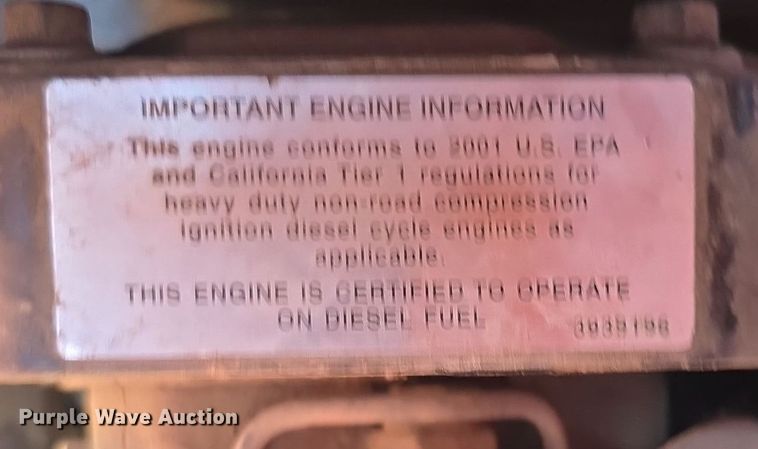 IMPORTANT ENGINE INFORMATION
This engine conforms to 2001 U.S. EPA
and California Tier 1 regulations for
heavy duty non-road compression
ignition diesel cycle engines as
applicable.
THIS ENGINE IS CERTIFIED TO OPERATE
ON DIESEL FUEL
Purple Wave Auction